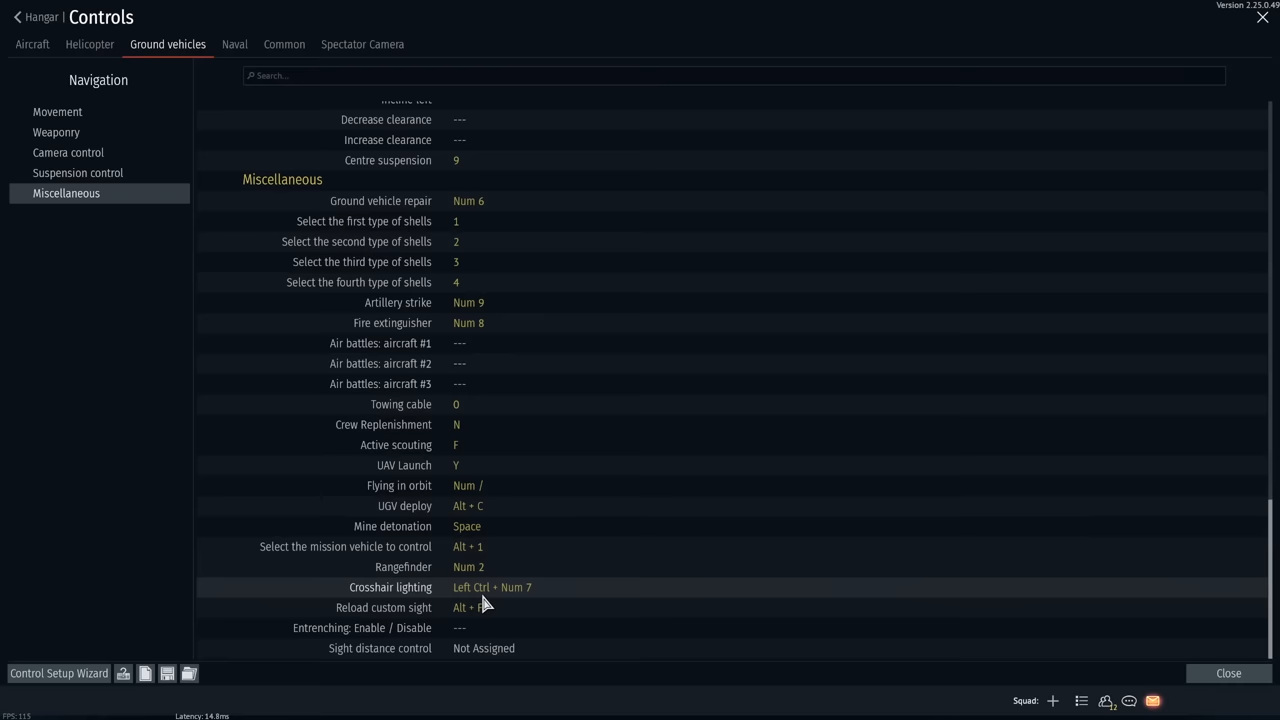 Version 2.25.0.49
Hangar | Controls
Aircraft Helicopter Ground vehicles Naval Common Spectator Camera
Navigation
Movement
Weaponry
Camera control
Suspension control
Miscellaneous
Search...
Incline left
Decrease clearance ---
Increase clearance ---
Centre suspension 9
Miscellaneous
Ground vehicle repair Num 6
Select the first type of shells 1
Select the second type of shells 2
Select the third type of shells 3
Select the fourth type of shells 4
Artillery strike Num 9
Fire extinguisher Num 8
Air battles: aircraft #1 ---
Air battles: aircraft #2 ---
Air battles: aircraft #3 ---
Towing cable 0
Crew Replenishment N
Active scouting F
UAV Launch Y
Flying in orbit Num /
UGV deploy Alt + C
Mine detonation Space
Select the mission vehicle to control Alt + 1
Rangefinder Num 2
Crosshair lighting Left Ctrl + Num 7
Reload custom sight Alt +
Entrenching: Enable / Disable ---
Sight distance control Not Assigned
Control Setup Wizard
Close
Squad:
12
FPS: 115
Latency: 14.8ms